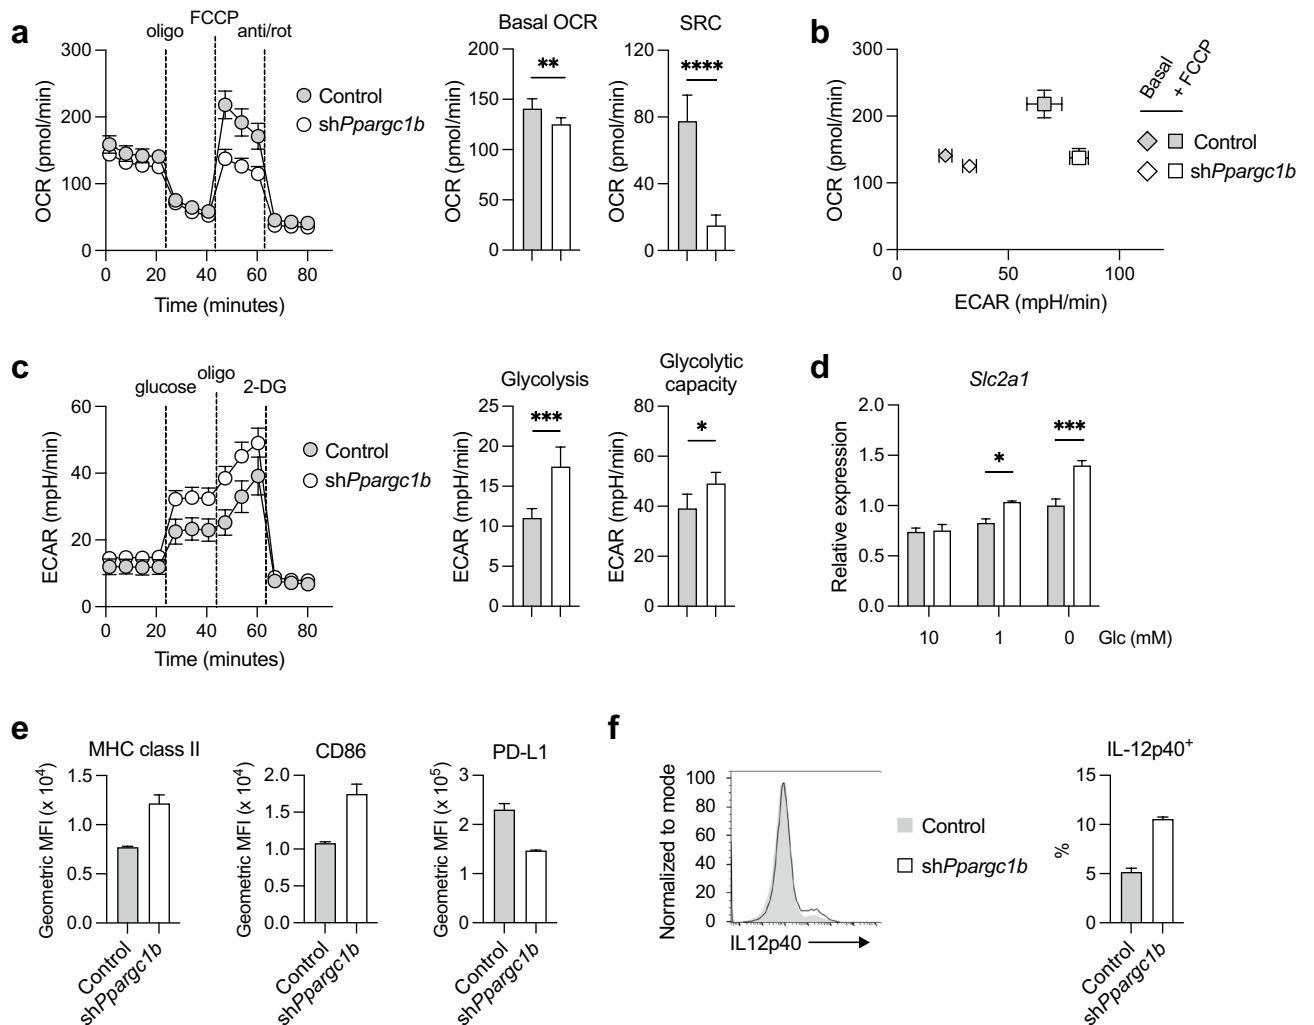 a
oligo
FCCP
anti/rot
OCR (pmol/min)
300
200
100
0
0
20
40
60
80
Time (minutes)
Control
shPpargc1b
Basal OCR
OCR (pmol/min)
200
150
100
50
0
**
SRC
OCR (pmol/min)
120
80
40
0
****
b
OCR (pmol/min)
300
200
100
0
0
50
100
ECAR (mpH/min)
Basal
+ FCCP
Control
shPpargc1b
c
glucose
oligo
2-DG
ECAR (mpH/min)
60
40
20
0
0
20
40
60
80
Time (minutes)
Control
shPpargc1b
Glycolysis
ECAR (mpH/min)
25
20
15
10
5
0
***
Glycolytic
capacity
ECAR (mpH/min)
80
60
40
20
0
*
d
Slc2a1
Relative expression
2.0
1.5
1.0
0.5
0.0
*
***
10
1
0
Glc (mM)
e
MHC class II
Geometric MFI (x 10⁴)
1.5
1.0
0.5
0.0
Control
shPpargc1b
CD86
Geometric MFI (x 10⁴)
2.0
1.5
1.0
0.5
0.0
Control
shPpargc1b
PD-L1
Geometric MFI (x 10⁵)
3
2
1
0
Control
shPpargc1b
f
Normalized to mode
100
80
60
40
20
0
IL12p40
Control
shPpargc1b
IL-12p40⁺
%
15
10
5
0
Control
shPpargc1b